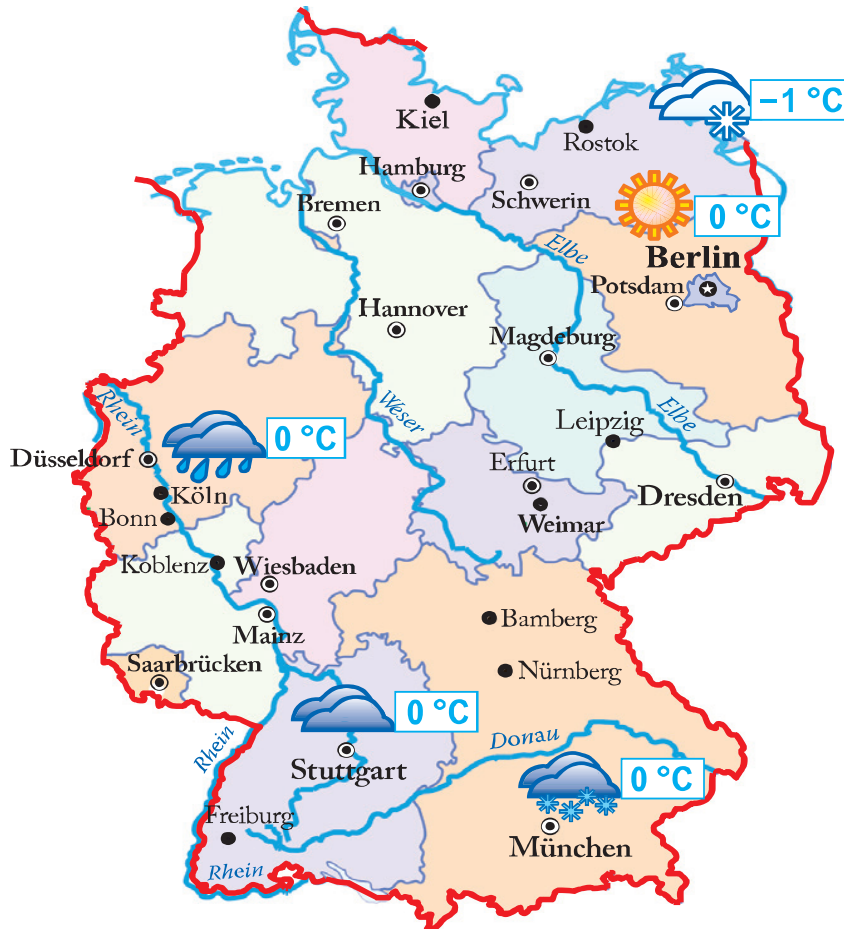 Kiel
−1 °C
Rostok
Hamburg
Schwerin
Bremen
0 °C
Elbe
Berlin
Potsdam
Hannover
Magdeburg
Rhein
Weser
Elbe
Leipzig
0 °C
Düsseldorf
Erfurt
Köln
Dresden
Bonn
Weimar
Koblenz
Wiesbaden
Bamberg
Mainz
Saarbrücken
Nürnberg
0 °C
Rhein
Donau
Stuttgart
0 °C
Freiburg
München
Rhein